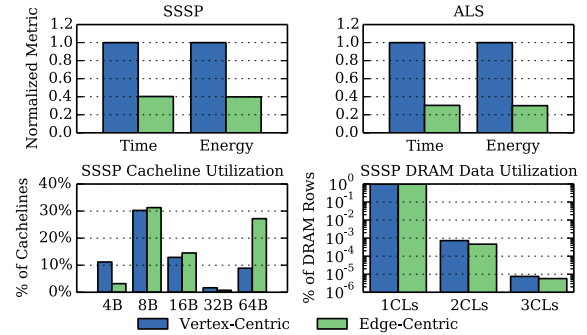 SSSP
ALS
Normalized Metric
1.2
1.0
0.8
0.6
0.4
0.2
0.0
Time Energy
1.2
1.0
0.8
0.6
0.4
0.2
0.0
Time Energy
SSSP Cacheline Utilization
% of Cachelines
40%
30%
20%
10%
0%
4B 8B 16B 32B 64B
SSSP DRAM Data Utilization
% of DRAM Rows
10^0
10^-1
10^-2
10^-3
10^-4
10^-5
10^-6
1CLs 2CLs 3CLs
Vertex-Centric Edge-Centric